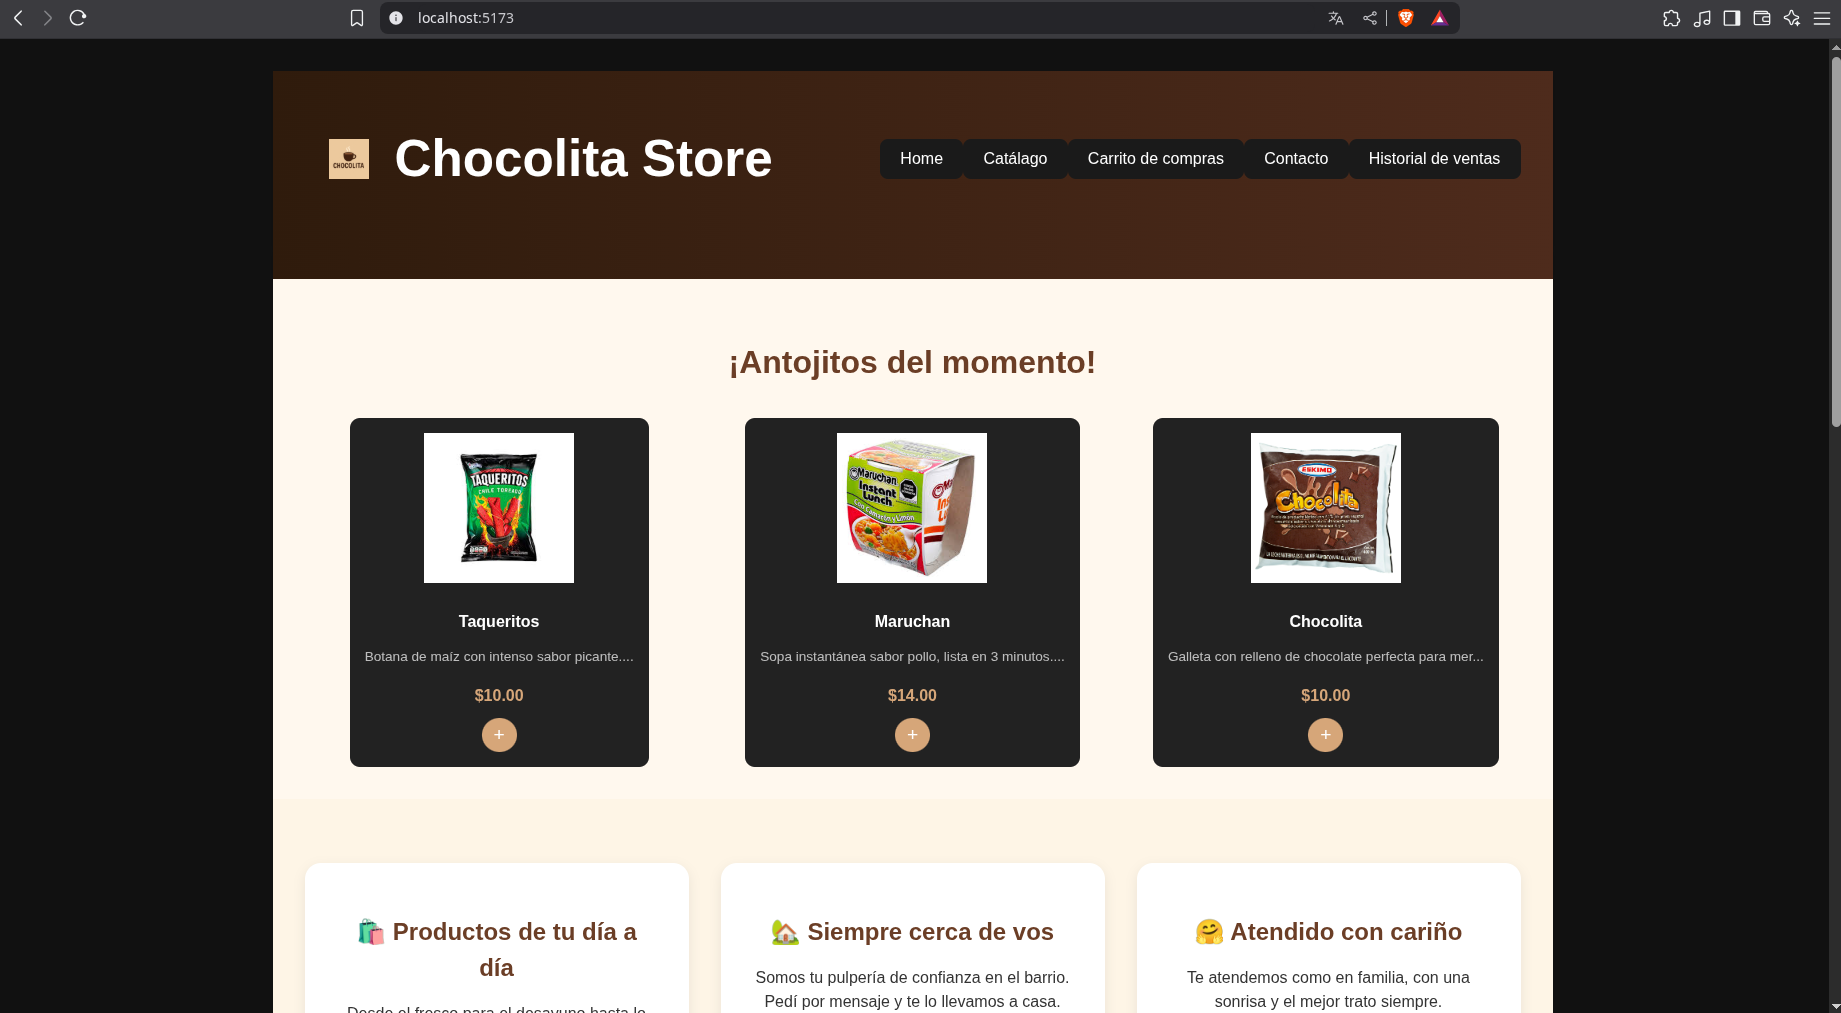 localhost:5173
CHOCOLITA
Chocolita Store
Home
Catálago
Carrito de compras
Contacto
Historial de ventas
¡Antojitos del momento!
TAQUERITOS
CHILE TOREADO
Maruchan
Instant
Lunch
Con Camarón y Limón
ESKIMO
Chocolita
Taqueritos
Maruchan
Chocolita
Botana de maíz con intenso sabor picante....
Sopa instantánea sabor pollo, lista en 3 minutos....
Galleta con relleno de chocolate perfecta para mer...
$10.00
$14.00
$10.00
+
+
+
🛍️ Productos de tu día a
día
Desde el fresco para el desayuno hasta lo
🏡 Siempre cerca de vos
Somos tu pulpería de confianza en el barrio.
Pedí por mensaje y te lo llevamos a casa.
🤗 Atendido con cariño
Te atendemos como en familia, con una
sonrisa y el mejor trato siempre.